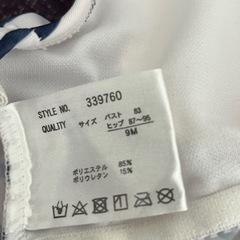 STYLE NO. 339760
QUALITY サイズ バスト 83
ヒップ 87~95
9M
ポリエステル 85%
ポリウレタン 15%